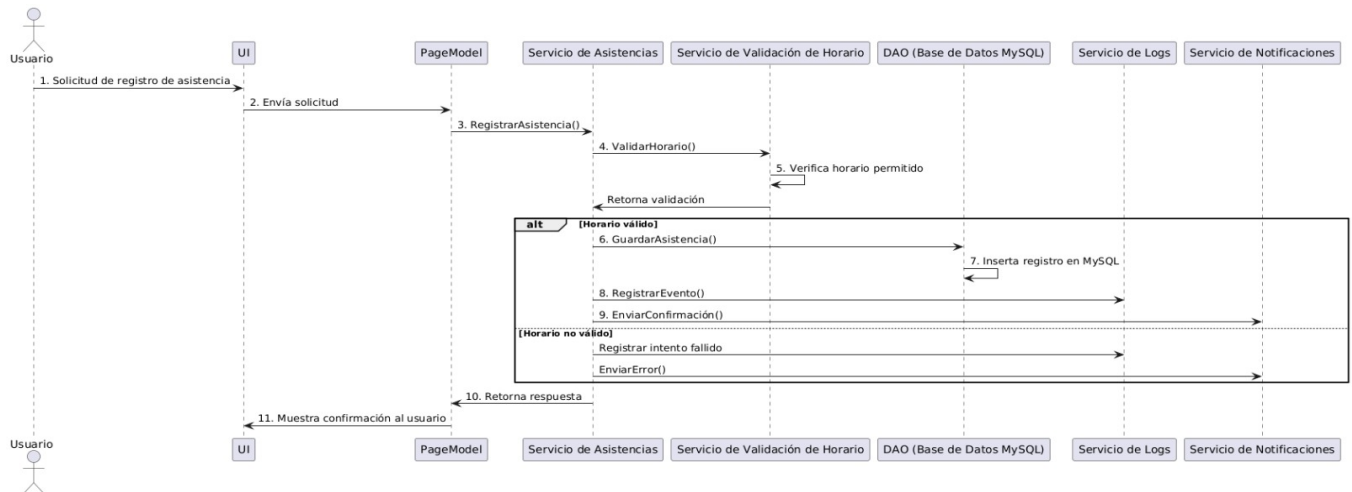 Usuario
UI
PageModel
Servicio de Asistencias
Servicio de Validación de Horario
DAO (Base de Datos MySQL)
Servicio de Logs
Servicio de Notificaciones
1. Solicitud de registro de asistencia
2. Envía solicitud
3. RegistrarAsistencia()
4. ValidarHorario()
5. Verifica horario permitido
Retorna validación
alt
[Horario válido]
6. GuardarAsistencia()
7. Inserta registro en MySQL
8. RegistrarEvento()
9. EnviarConfirmación()
[Horario no válido]
Registrar intento fallido
EnviarError()
10. Retorna respuesta
11. Muestra confirmación al usuario
Usuario
UI
PageModel
Servicio de Asistencias
Servicio de Validación de Horario
DAO (Base de Datos MySQL)
Servicio de Logs
Servicio de Notificaciones